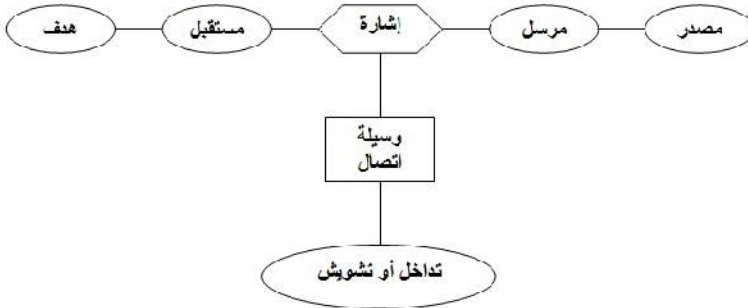 مصدر
مرسل
إشارة
مستقبل
هدف
وسيلة
اتصال
تداخل أو تشويش